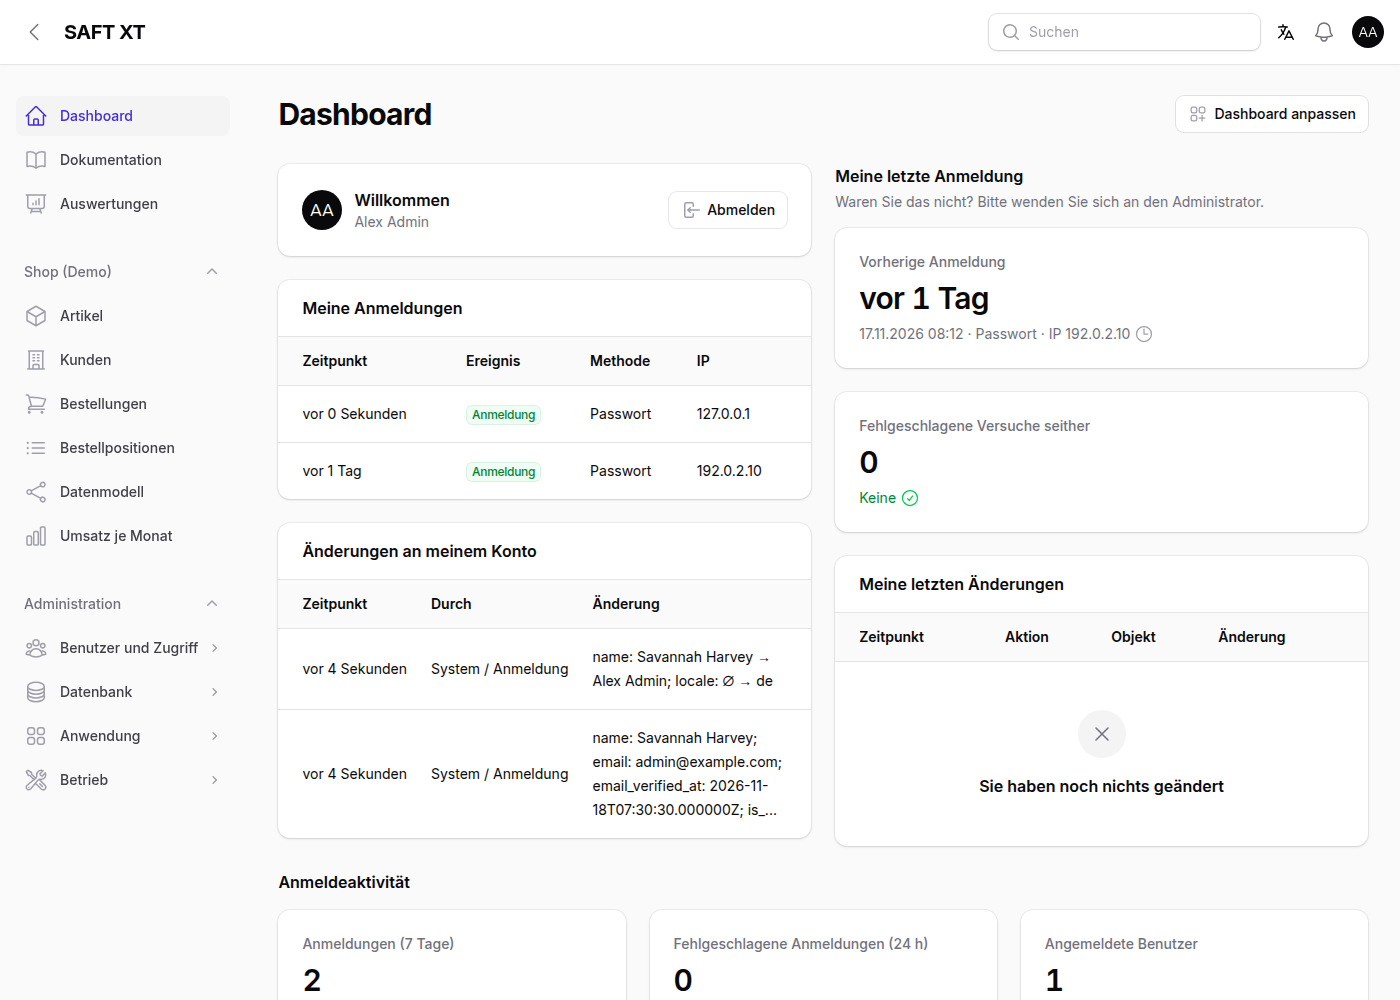 SAFT XT
Suchen
AA
Dashboard
Dokumentation
Auswertungen
Shop (Demo)
Artikel
Kunden
Bestellungen
Bestellpositionen
Datenmodell
Umsatz je Monat
Administration
Benutzer und Zugriff
Datenbank
Anwendung
Betrieb
Dashboard
Dashboard anpassen
AA
Willkommen
Alex Admin
Abmelden
Meine Anmeldungen
Zeitpunkt Ereignis Methode IP
vor 0 Sekunden Anmeldung Passwort 127.0.0.1
vor 1 Tag Anmeldung Passwort 192.0.2.10
Änderungen an meinem Konto
Zeitpunkt Durch Änderung
vor 4 Sekunden System / Anmeldung name: Savannah Harvey →
Alex Admin; locale: ∅ → de
vor 4 Sekunden System / Anmeldung name: Savannah Harvey;
email: admin@example.com;
email_verified_at: 2026-11-
18T07:30:30.000000Z; is_...
Meine letzte Anmeldung
Waren Sie das nicht? Bitte wenden Sie sich an den Administrator.
Vorherige Anmeldung
vor 1 Tag
17.11.2026 08:12 · Passwort · IP 192.0.2.10
Fehlgeschlagene Versuche seither
0
Keine
Meine letzten Änderungen
Zeitpunkt Aktion Objekt Änderung
Sie haben noch nichts geändert
Anmeldeaktivität
Anmeldungen (7 Tage)
2
Fehlgeschlagene Anmeldungen (24 h)
0
Angemeldete Benutzer
1